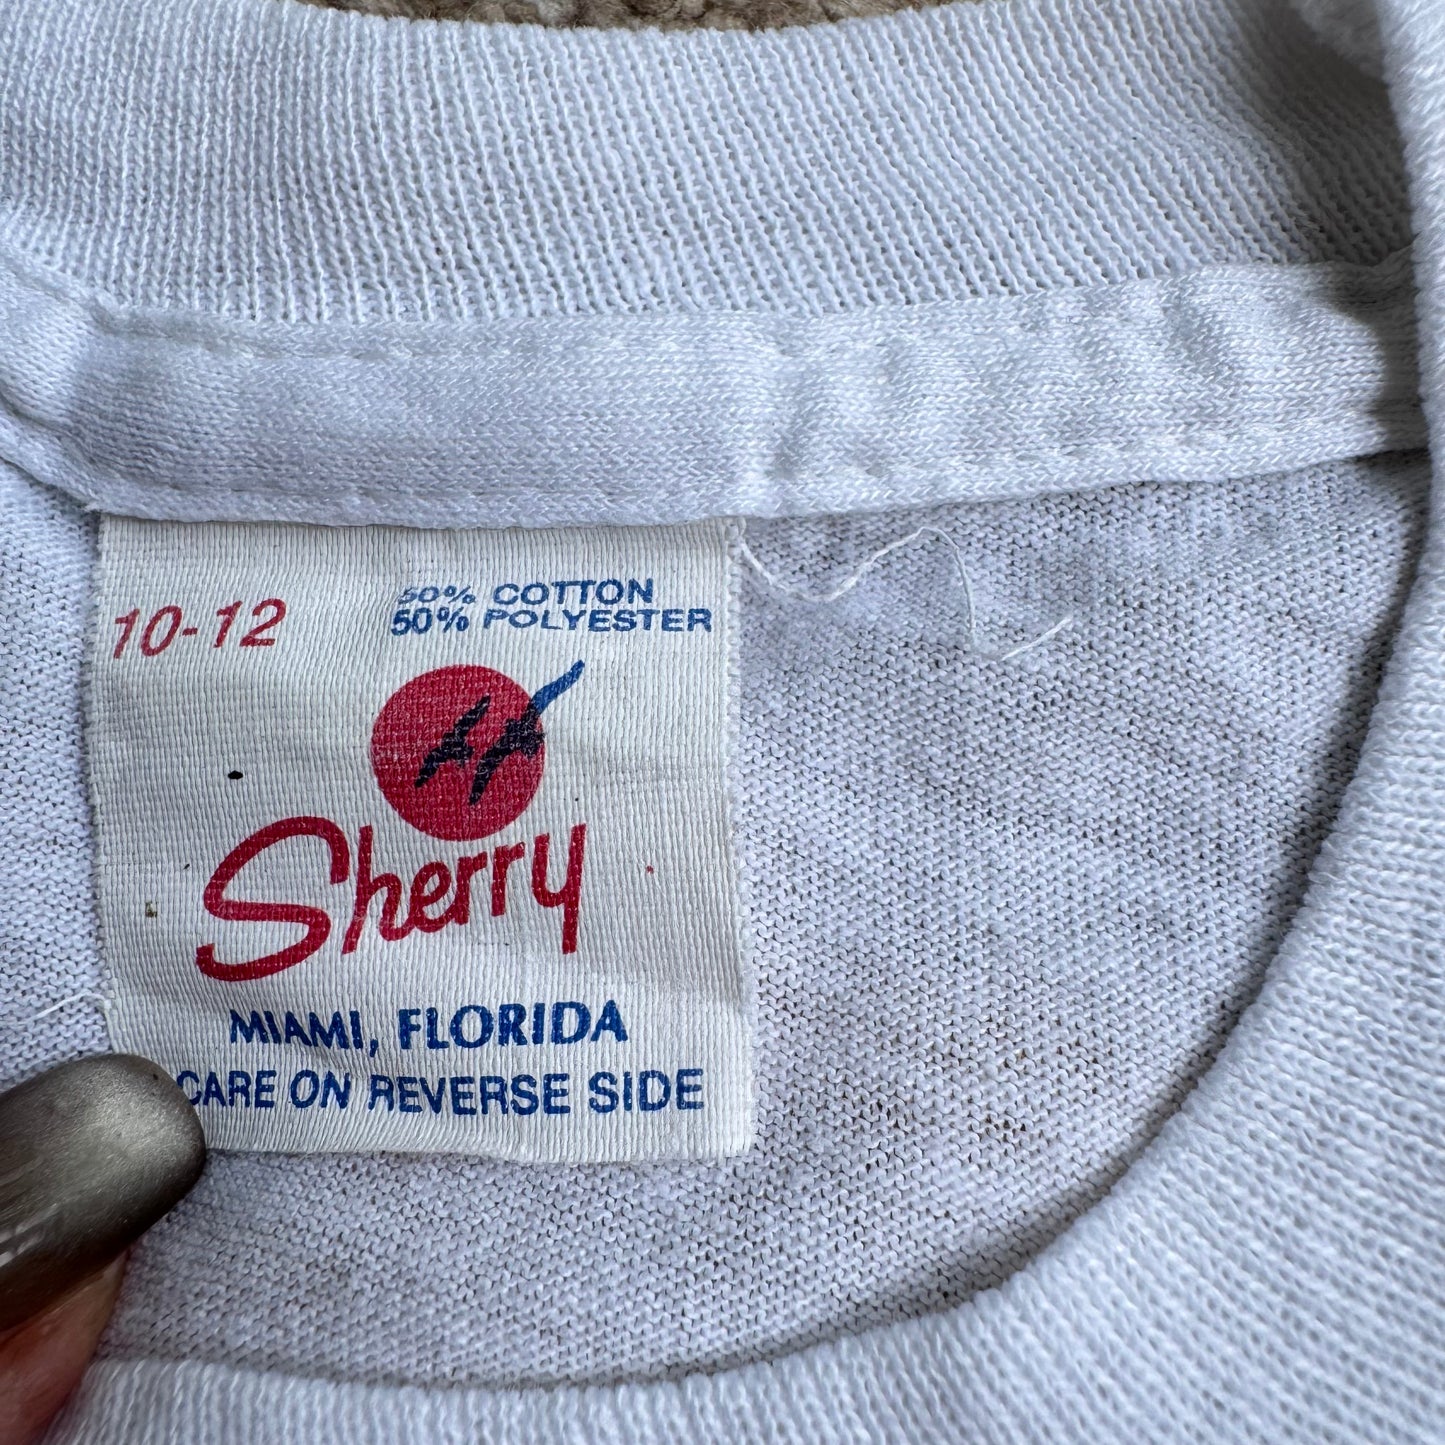 10-12
50% COTTON
50% POLYESTER
Sherry
MIAMI, FLORIDA
CARE ON REVERSE SIDE